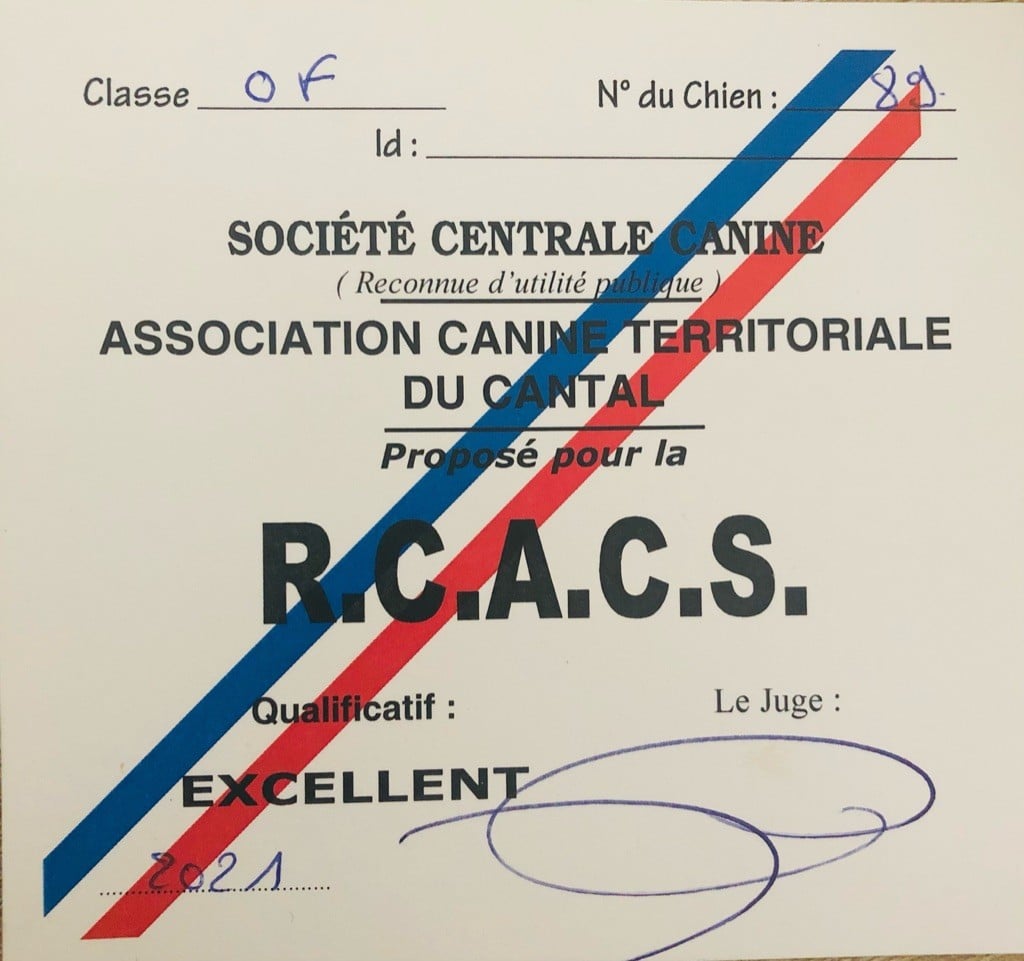 Classe OF N° du Chien : 89.
Id :
SOCIÉTÉ CENTRALE CANINE
( Reconnue d'utilité publique )
ASSOCIATION CANINE TERRITORIALE
DU CANTAL
Proposé pour la
R.C.A.C.S.
Qualificatif : Le Juge :
EXCELLENT
2021